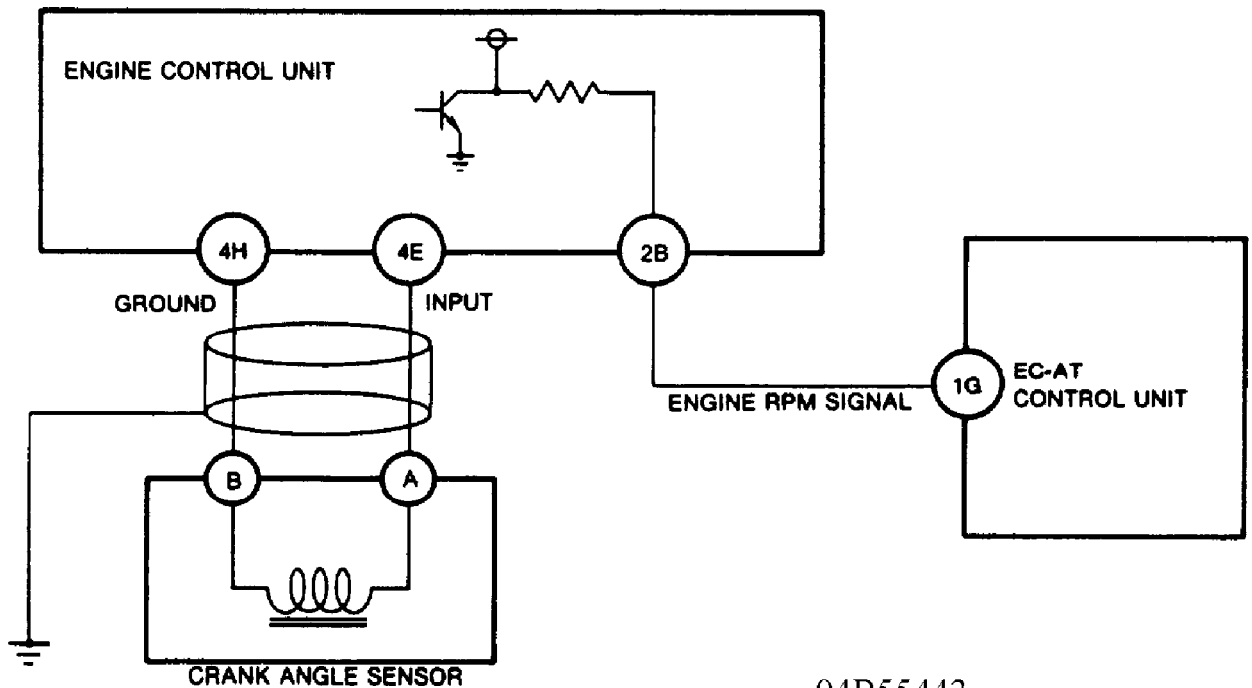 ENGINE CONTROL UNIT
4H
4E
2B
GROUND
INPUT
1G
EC-AT
CONTROL UNIT
ENGINE RPM SIGNAL
B
A
CRANK ANGLE SENSOR